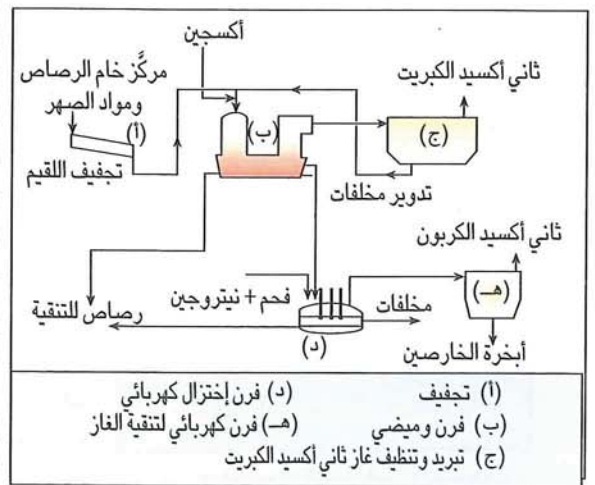 أكسجين
ثاني أكسيد الكبريت
مركَّز خام الرصاص
ومواد الصهر
(أ)
(ب)
(ج)
تجفيف اللقيم
تدوير مخلفات
ثاني أكسيد الكربون
فحم + نيتروجين
مخلفات
(هـ)
رصاص للتنقية
(د)
أبخرة الخارصين
(أ) تجفيف
(د) فرن إختزال كهربائي
(ب) فرن وميضي
(هـ) فرن كهربائي لتنقية الغاز
(ج) تبريد وتنظيف غاز ثاني أكسيد الكبريت